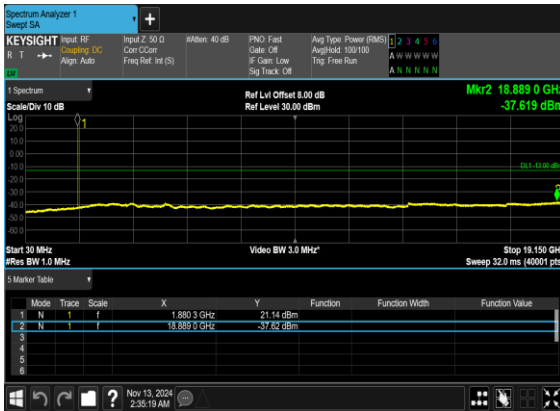 Spectrum Analyzer 1
Swept SA
KEYSIGHT
R T
LXI
Input: RF
Coupling: DC
Align: Auto
Input Z: 50 Ω
Corr CCorr
Freq Ref: Int (S)
#Atten: 40 dB
PNO: Fast
Gate: Off
IF Gain: Low
Sig Track: Off
Avg Type: Power (RMS)
Avg|Hold: 100/100
Trig: Free Run
1 2 3 4 5 6
A W W W W W
A N N N N N
1 Spectrum
Scale/Div 10 dB
Ref Lvl Offset 8.00 dB
Ref Level 30.00 dBm
Mkr2 18.889 0 GHz
-37.619 dBm
Log
20.0
10.0
0.00
-10.0
-20.0
-30.0
-40.0
-50.0
-60.0
1
DL1 -13.00 dBm
Start 30 MHz
#Res BW 1.0 MHz
Video BW 3.0 MHz*
Stop 19.150 GH
Sweep 32.0 ms (40001 pts
5 Marker Table
Mode Trace Scale X Y Function Function Width Function Value
1 N 1 f 1.880 3 GHz 21.14 dBm
2 N 1 f 18.889 0 GHz -37.62 dBm
3
4
5
6
?
Nov 13, 2024
2:35:19 AM